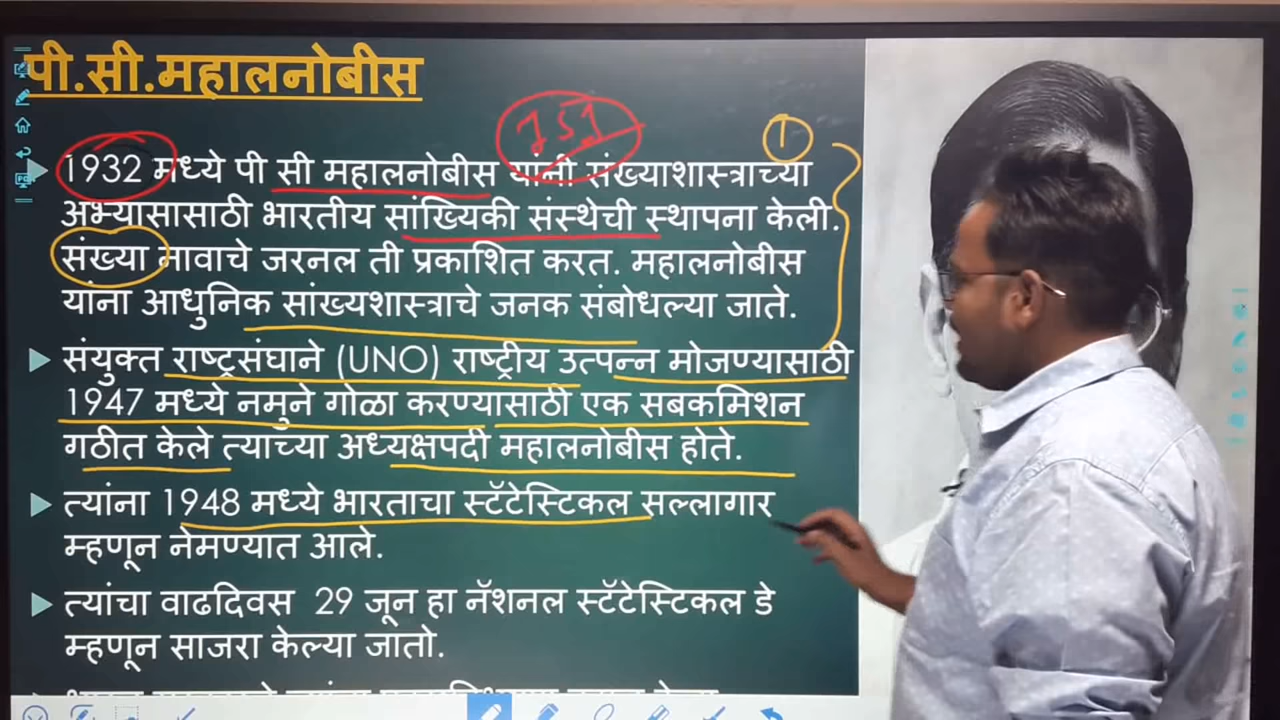 पी.सी.महालनोबीस
151
1
1932 मध्ये पी सी महालनोबीस यांनी संख्याशास्त्राच्या
अभ्यासासाठी भारतीय सांख्यिकी संस्थेची स्थापना केली.
संख्या नावाचे जरनल ती प्रकाशित करत. महालनोबीस
यांना आधुनिक सांख्यशास्त्राचे जनक संबोधल्या जाते.
संयुक्त राष्ट्रसंघाने (UNO) राष्ट्रीय उत्पन्न मोजण्यासाठी
1947 मध्ये नमुने गोळा करण्यासाठी एक सबकमिशन
गठीत केले त्याच्या अध्यक्षपदी महालनोबीस होते.
त्यांना 1948 मध्ये भारताचा स्टॅटेस्टिकल सल्लागार
म्हणून नेमण्यात आले.
त्यांचा वाढदिवस 29 जून हा नॅशनल स्टॅटेस्टिकल डे
म्हणून साजरा केल्या जातो.